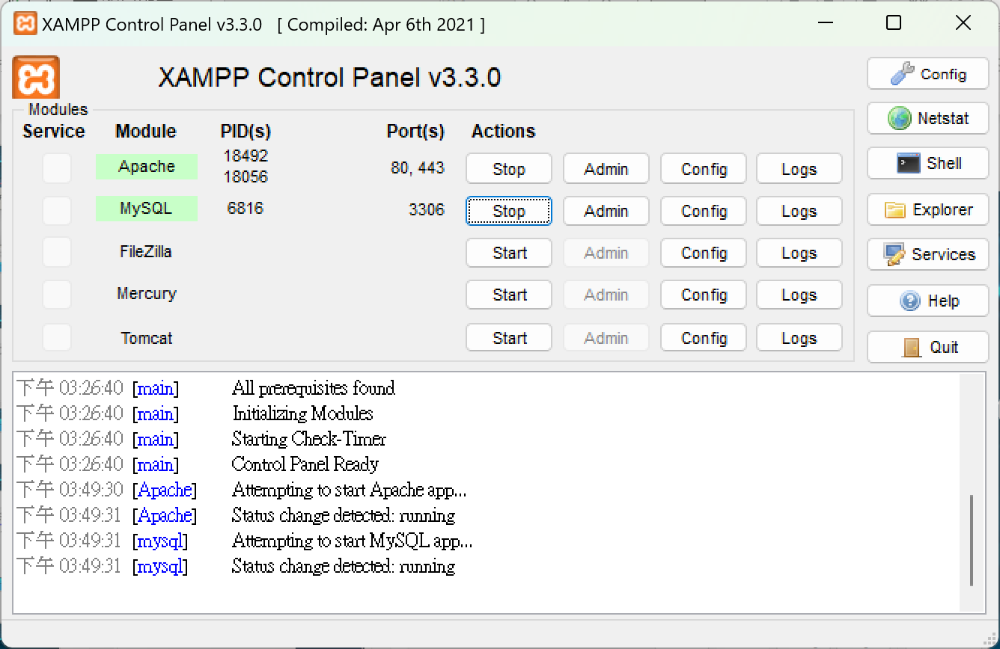 XAMPP Control Panel v3.3.0 [ Compiled: Apr 6th 2021 ]
XAMPP Control Panel v3.3.0
Config
Modules
Netstat
Service Module PID(s) Port(s) Actions
Apache 18492 80, 443 Stop Admin Config Logs
18056
Shell
MySQL 6816 3306 Stop Admin Config Logs
Explorer
FileZilla Start Admin Config Logs
Services
Mercury Start Admin Config Logs
Help
Tomcat Start Admin Config Logs
Quit
下午 03:26:40 [main] All prerequisites found
下午 03:26:40 [main] Initializing Modules
下午 03:26:40 [main] Starting Check-Timer
下午 03:26:40 [main] Control Panel Ready
下午 03:49:30 [Apache] Attempting to start Apache app...
下午 03:49:31 [Apache] Status change detected: running
下午 03:49:31 [mysql] Attempting to start MySQL app...
下午 03:49:31 [mysql] Status change detected: running